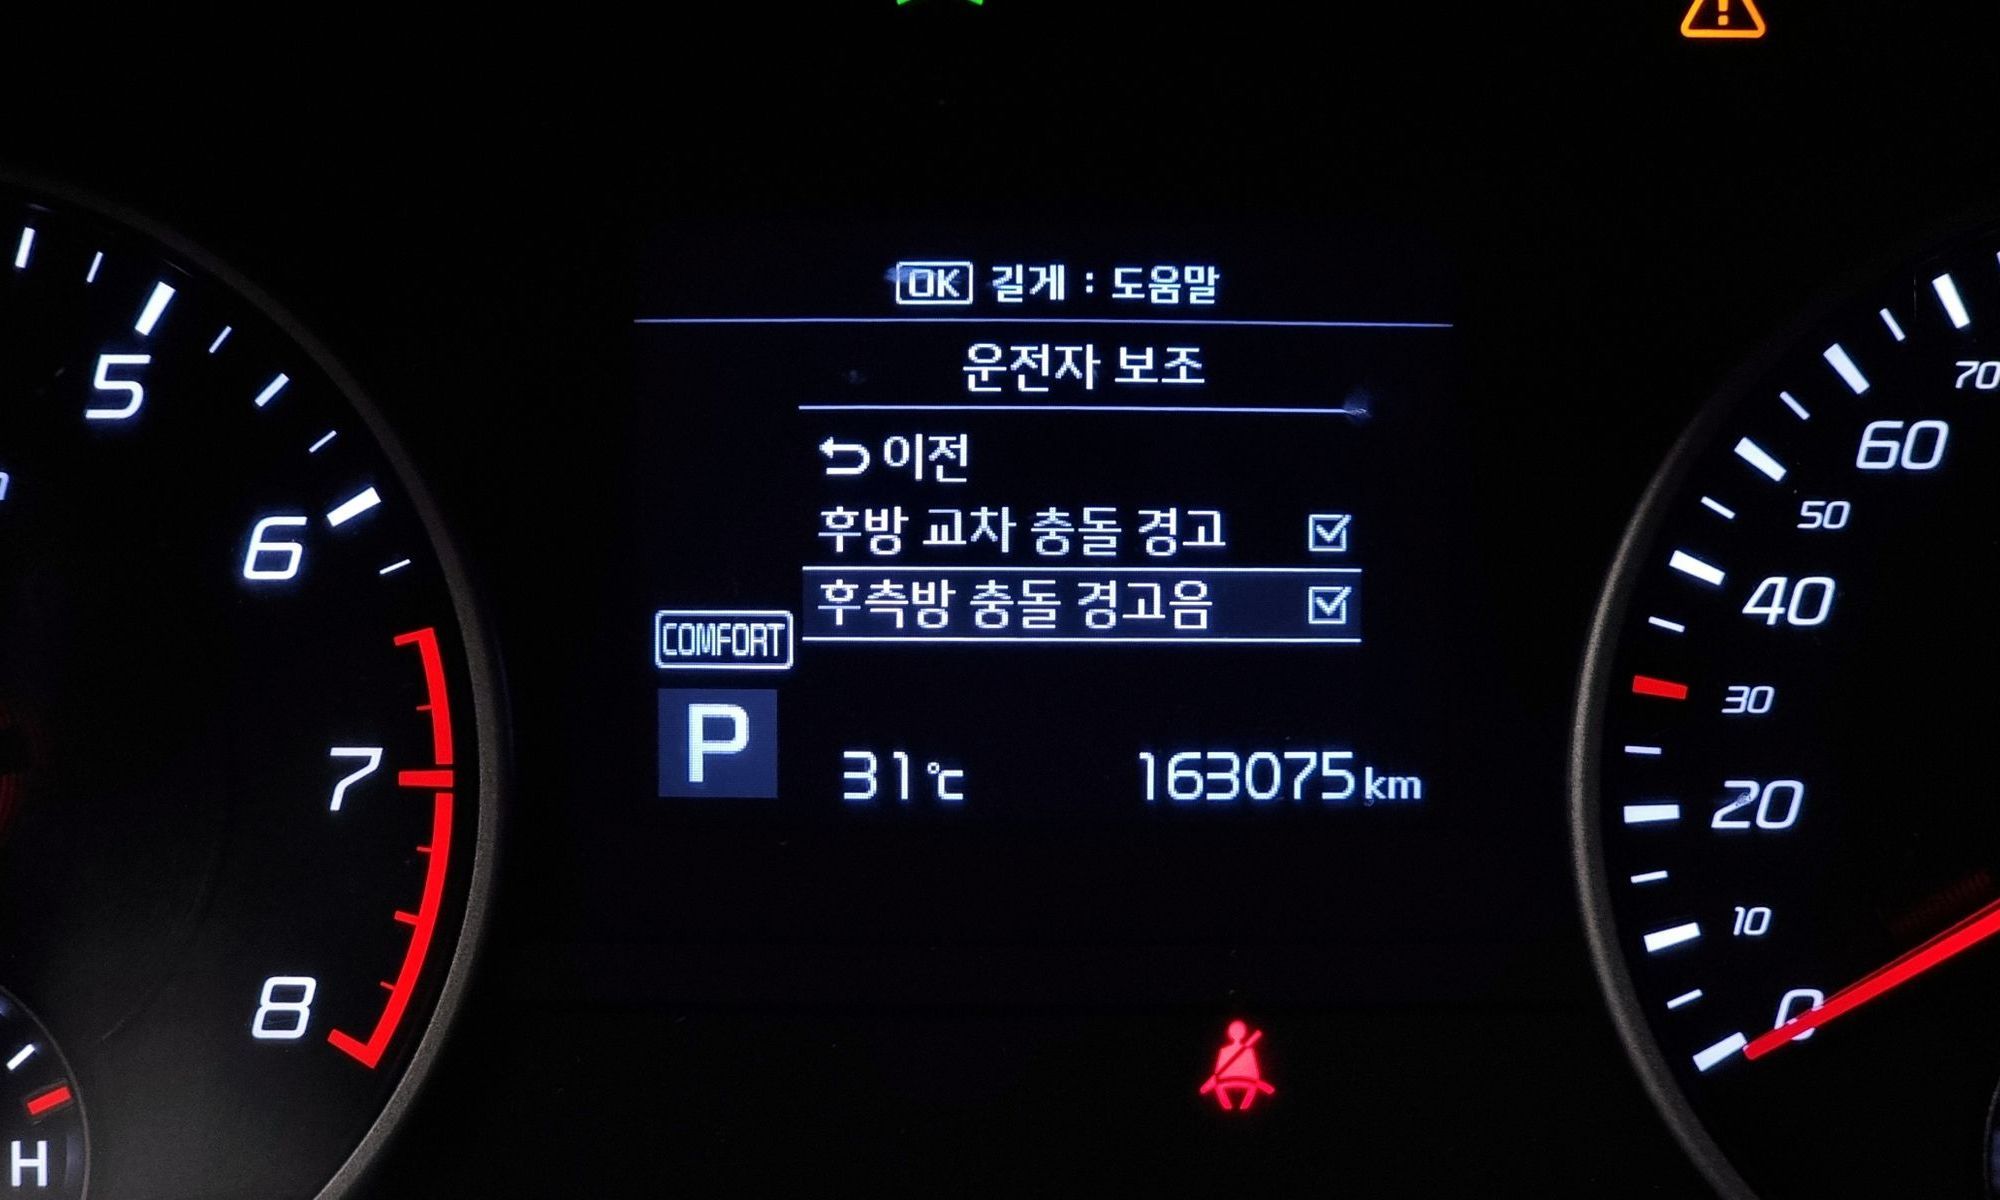 OK 길게 : 도움말
운전자 보조
이전
후방 교차 충돌 경고
후측방 충돌 경고음
COMFORT
P
31℃ 163075 km
5
6
7
8
H
70
60
50
40
30
20
10
0